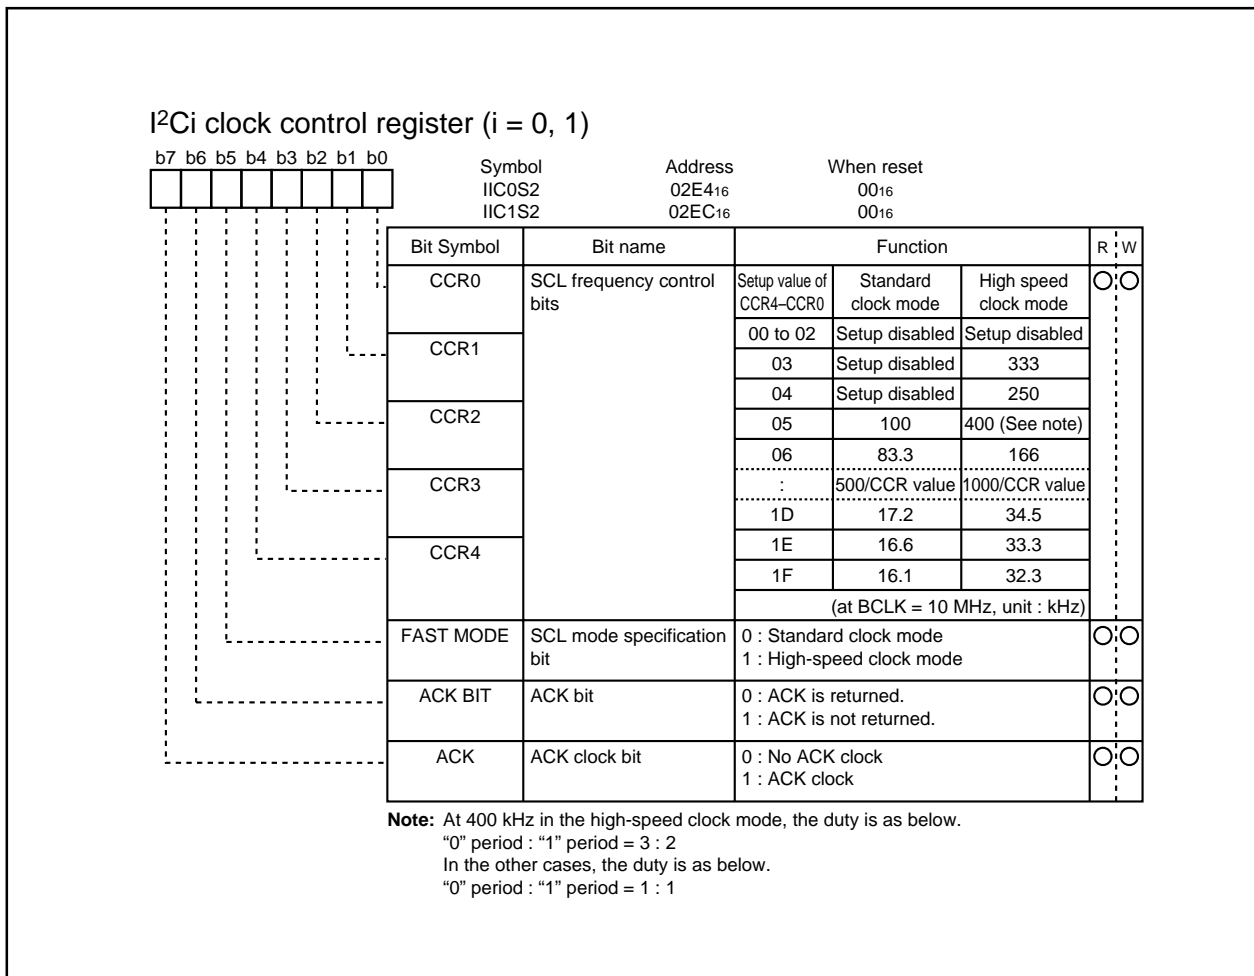 I²Ci clock control register (i = 0, 1)
b7 b6 b5 b4 b3 b2 b1 b0
Symbol Address When reset
IIC0S2 02E4₁₆ 00₁₆
IIC1S2 02EC₁₆ 00₁₆
Bit Symbol Bit name Function R W
CCR0 SCL frequency control bits
Setup value of CCR4–CCR0 Standard clock mode High speed clock mode
00 to 02 Setup disabled Setup disabled
CCR1
03 Setup disabled 333
04 Setup disabled 250
CCR2
05 100 400 (See note)
06 83.3 166
CCR3
: 500/CCR value 1000/CCR value
1D 17.2 34.5
CCR4
1E 16.6 33.3
1F 16.1 32.3
(at BCLK = 10 MHz, unit : kHz)
FAST MODE SCL mode specification bit
0 : Standard clock mode
1 : High-speed clock mode
ACK BIT ACK bit 0 : ACK is returned.
1 : ACK is not returned.
ACK ACK clock bit 0 : No ACK clock
1 : ACK clock
Note: At 400 kHz in the high-speed clock mode, the duty is as below.
“0” period : “1” period = 3 : 2
In the other cases, the duty is as below.
“0” period : “1” period = 1 : 1